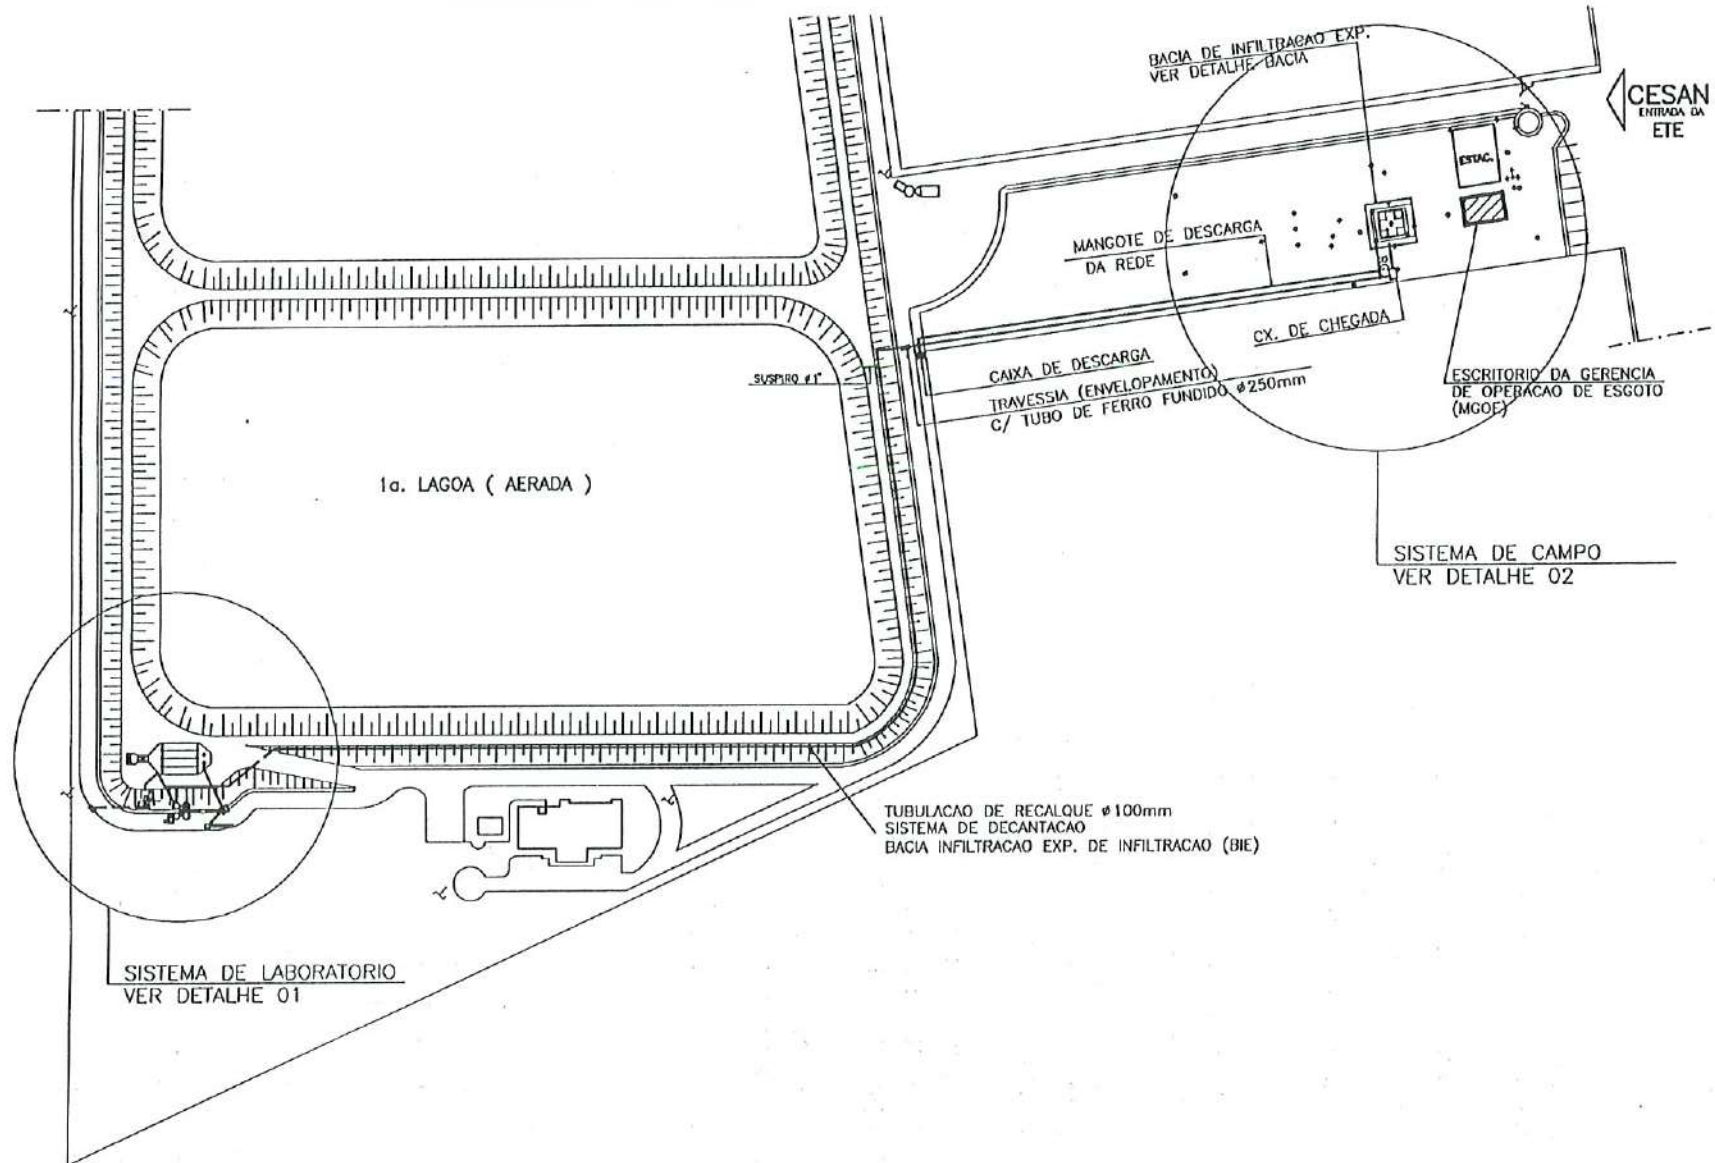 BACIA DE INFILTRACAO EXP.
VER DETALHE BACIA
CESAN
ENTRADA DA
ETE
ESTAC.
MANGOTE DE DESCARGA
DA REDE
CX. DE CHEGADA
SUSPIRO ø1"
CAIXA DE DESCARGA
TRAVESSIA (ENVELOPAMENTO)
C/ TUBO DE FERRO FUNDIDO ø250mm
ESCRITORIO DA GERENCIA
DE OPERACAO DE ESGOTO
(MGOE)
1a. LAGOA ( AERADA )
SISTEMA DE CAMPO
VER DETALHE 02
TUBULACAO DE RECALQUE ø100mm
SISTEMA DE DECANTACAO
BACIA INFILTRACAO EXP. DE INFILTRACAO (BIE)
SISTEMA DE LABORATORIO
VER DETALHE 01